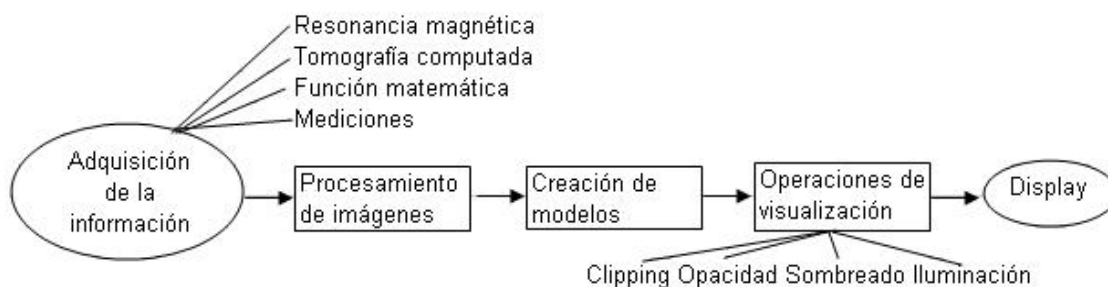 Resonancia magnética
Tomografía computada
Función matemática
Mediciones
Adquisición
de la
información
Procesamiento
de imágenes
Creación de
modelos
Operaciones de
visualización
Display
Clipping Opacidad Sombreado Iluminación